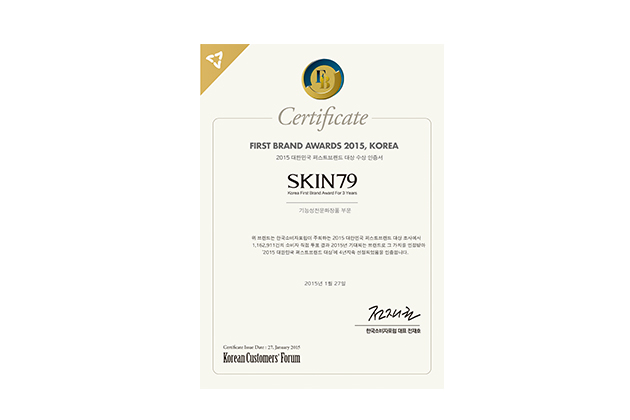 FB
Certificate
FIRST BRAND AWARDS 2015, KOREA
2015 대한민국 퍼스트브랜드 대상 수상 인증서
SKIN79
Korea First Brand Award For 3 Years
기능성전문화장품 부문
위 브랜드는 한국소비자포럼이 주최하는 2015 대한민국 퍼스트브랜드 대상 조사에서
1,162,911인의 소비자 직접 투표 결과 2015년 기대되는 브랜드로 그 가치를 인정받아
'2015 대한민국 퍼스트브랜드 대상'에 선정되었음을 인증합니다.
2015년 1월 27일
전재호
한국소비자포럼 대표 전재호
Certificate Issue Date : 27, January 2015
Korean Customers' Forum